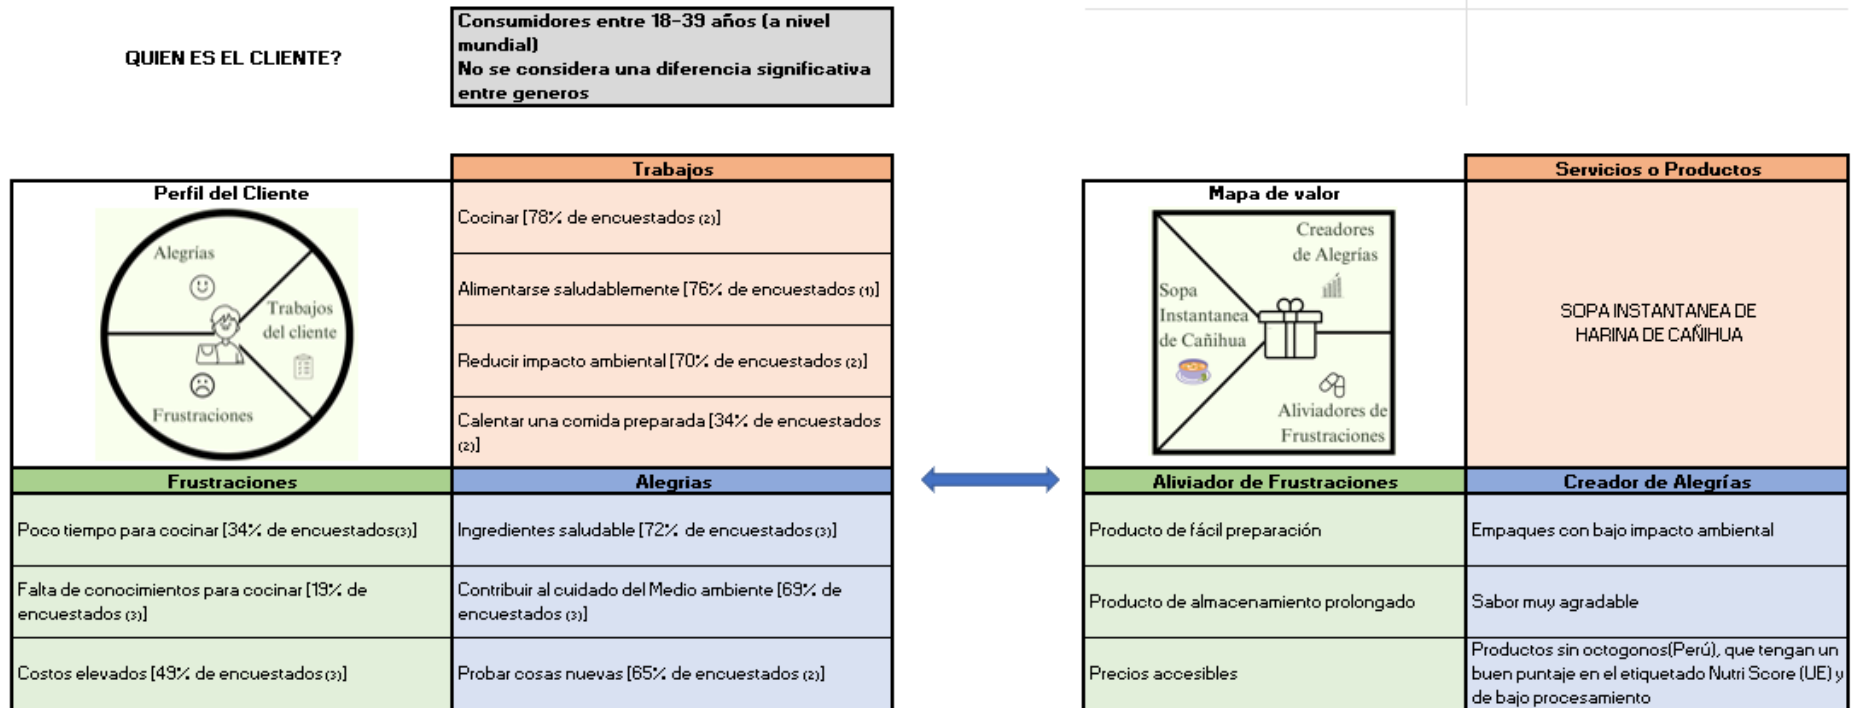 QUIEN ES EL CLIENTE?
Consumidores entre 18-39 años (a nivel
mundial)
No se considera una diferencia significativa
entre generos
Perfil del Cliente
Alegrías
Trabajos
del cliente
Frustraciones
Trabajos
Cocinar [78% de encuestados (2)]
Alimentarse saludablemente [76% de encuestados (1)]
Reducir impacto ambiental [70% de encuestados (2)]
Calentar una comida preparada [34% de encuestados
(2)]
Frustraciones
Poco tiempo para cocinar [34% de encuestados(3)]
Falta de conocimientos para cocinar [19% de
encuestados (3)]
Costos elevados [49% de encuestados(3)]
Alegrias
Ingredientes saludable [72% de encuestados(3)]
Contribuir al cuidado del Medio ambiente [69% de
encuestados (3)]
Probar cosas nuevas [65% de encuestados (2)]
Mapa de valor
Creadores
de Alegrías
Sopa
Instantanea
de Cañihua
Aliviadores de
Frustraciones
Servicios o Productos
SOPA INSTANTANEA DE
HARINA DE CAÑIHUA
Aliviador de Frustraciones
Producto de fácil preparación
Producto de almacenamiento prolongado
Precios accesibles
Creador de Alegrías
Empaques con bajo impacto ambiental
Sabor muy agradable
Productos sin octogonos(Perú), que tengan un
buen puntaje en el etiquetado Nutri Score (UE) y
de bajo procesamiento